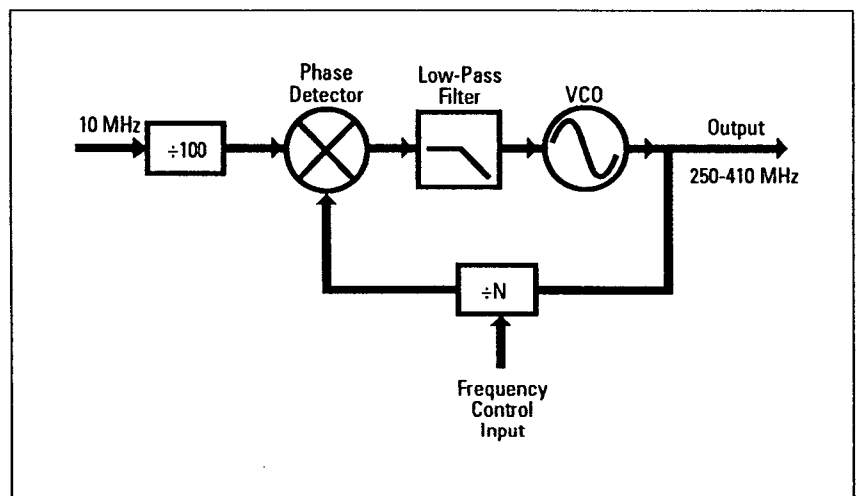 Phase
Detector
Low-Pass
Filter
VCO
10 MHz
÷100
Output
250-410 MHz
÷N
Frequency
Control
Input